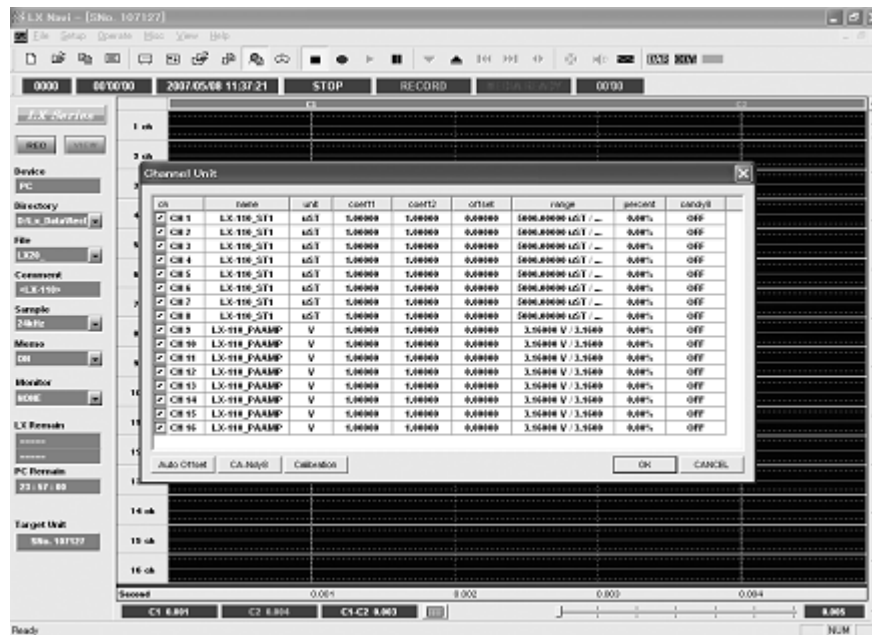 LX Navi - [SNo. 107127]
File Setup Operate Misc View Help
0000 00'00'00 2007/05/08 11:37:21 STOP RECORD 00'00
LX Series
REC VIEW
Device
PC
Directory
File
LX20_
Comment
<LX-110>
Sample
24kHz
Memo
ON
Monitor
NONE
LX Remain
-----
-----
PC Remain
23:57:00
Target Unit
SNo. 107127
1 ch
2 ch
14 ch
15 ch
16 ch
Channel Unit
ch name unit coeff1 coeff2 offset range percent
CH 1 LX-110_ST1 uST 1.00000 1.00000 0.00000 5000.00000 uST / ... 0.00% OFF
CH 2 LX-110_ST1 uST 1.00000 1.00000 0.00000 5000.00000 uST / ... 0.00% OFF
CH 3 LX-110_ST1 uST 1.00000 1.00000 0.00000 5000.00000 uST / ... 0.00% OFF
CH 4 LX-110_ST1 uST 1.00000 1.00000 0.00000 5000.00000 uST / ... 0.00% OFF
CH 5 LX-110_ST1 uST 1.00000 1.00000 0.00000 5000.00000 uST / ... 0.00% OFF
CH 6 LX-110_ST1 uST 1.00000 1.00000 0.00000 5000.00000 uST / ... 0.00% OFF
CH 7 LX-110_ST1 uST 1.00000 1.00000 0.00000 5000.00000 uST / ... 0.00% OFF
CH 8 LX-110_ST1 uST 1.00000 1.00000 0.00000 5000.00000 uST / ... 0.00% OFF
CH 9 LX-110_PAAMP V 1.00000 1.00000 0.00000 3.16000 V / 3.1600 0.00% OFF
CH 10 LX-110_PAAMP V 1.00000 1.00000 0.00000 3.16000 V / 3.1600 0.00% OFF
CH 11 LX-110_PAAMP V 1.00000 1.00000 0.00000 3.16000 V / 3.1600 0.00% OFF
CH 12 LX-110_PAAMP V 1.00000 1.00000 0.00000 3.16000 V / 3.1600 0.00% OFF
CH 13 LX-110_PAAMP V 1.00000 1.00000 0.00000 3.16000 V / 3.1600 0.00% OFF
CH 14 LX-110_PAAMP V 1.00000 1.00000 0.00000 3.16000 V / 3.1600 0.00% OFF
CH 15 LX-110_PAAMP V 1.00000 1.00000 0.00000 3.16000 V / 3.1600 0.00% OFF
CH 16 LX-110_PAAMP V 1.00000 1.00000 0.00000 3.16000 V / 3.1600 0.00% OFF
Auto Offset CA-Navy8 Calibration OK CANCEL
Second 0.001 0.002 0.003 0.004
C1 0.001 C2 0.004 C1-C2 0.003 0.005
Ready NUM